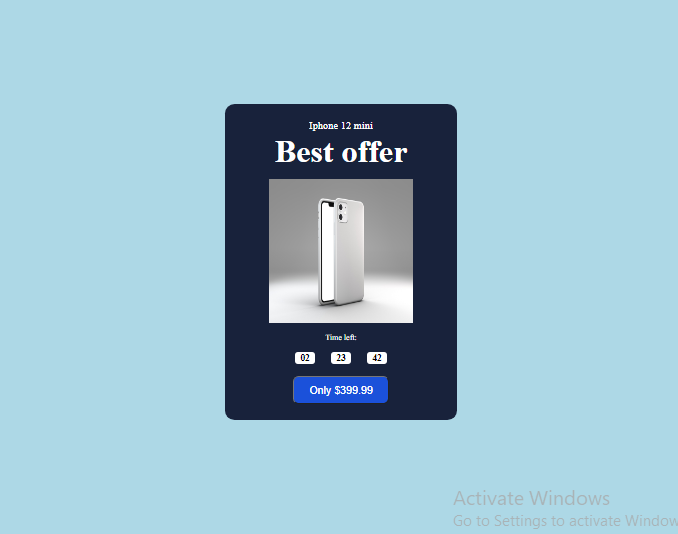 Iphone 12 mini
Best offer
Time left:
02 23 42
Only $399.99
Activate Windows
Go to Settings to activate Window